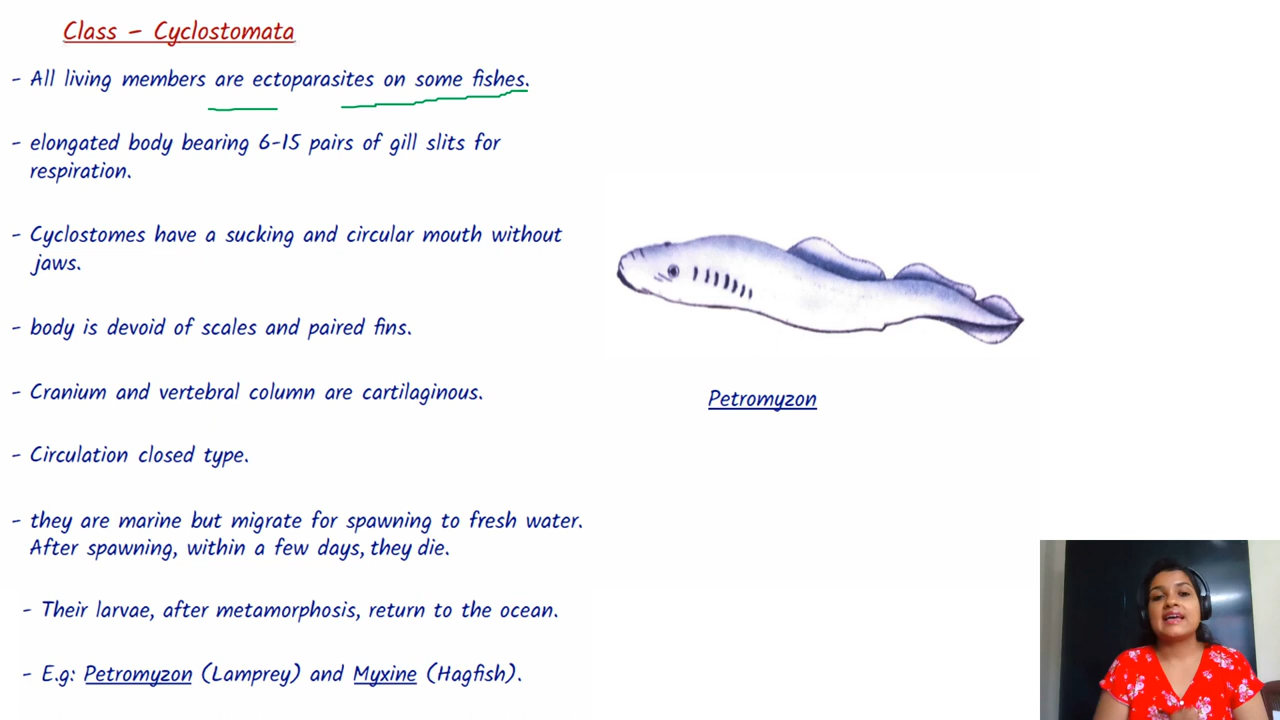 Class – Cyclostomata
- All living members are ectoparasites on some fishes.
- elongated body bearing 6-15 pairs of gill slits for
respiration.
- Cyclostomes have a sucking and circular mouth without
jaws.
- body is devoid of scales and paired fins.
- Cranium and vertebral column are cartilaginous.
- Circulation closed type.
- they are marine but migrate for spawning to fresh water.
After spawning, within a few days, they die.
- Their larvae, after metamorphosis, return to the ocean.
- E.g: Petromyzon (Lamprey) and Myxine (Hagfish).
Petromyzon